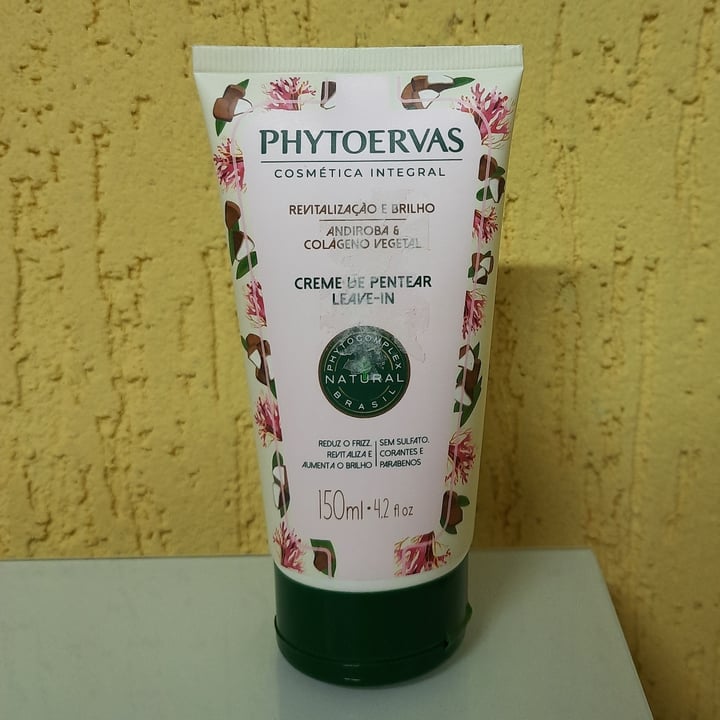 PHYTOERVAS
COSMÉTICA INTEGRAL
REVITALIZAÇÃO E BRILHO
ANDIROBA &
COLÁGENO VEGETAL
CREME DE PENTEAR
LEAVE-IN
PHYTOCOMPLEX
NATURAL
BRASIL
REDUZ O FRIZZ,
REVITALIZA E
AUMENTA O BRILHO
SEM SULFATO,
CORANTES E
PARABENOS
150ml • 4.2 fl oz